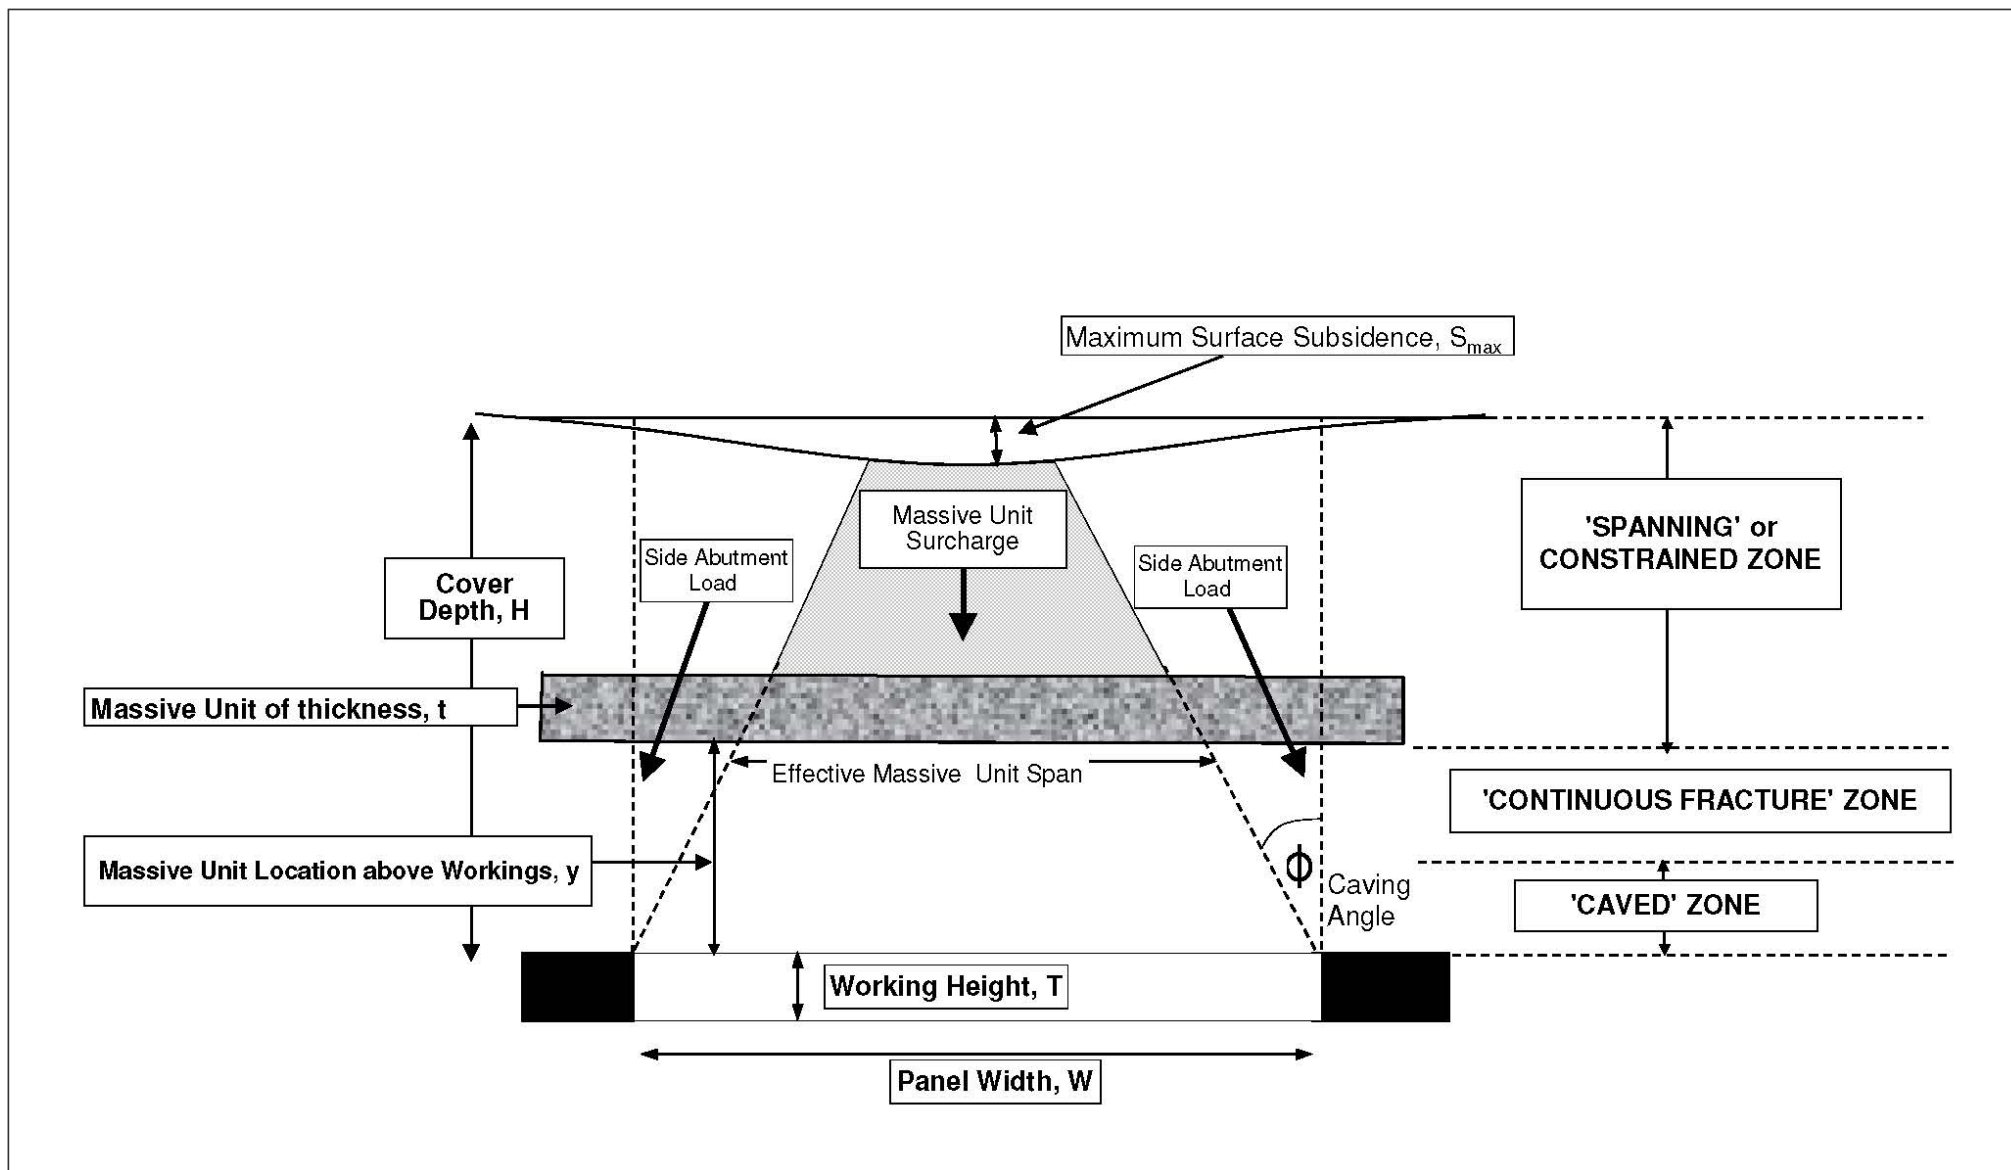 Maximum Surface Subsidence, Smax
Massive Unit
Surcharge
Side Abutment
Load
Side Abutment
Load
'SPANNING' or
CONSTRAINED ZONE
Cover
Depth, H
Massive Unit of thickness, t
Effective Massive Unit Span
'CONTINUOUS FRACTURE' ZONE
Massive Unit Location above Workings, y
ϕ
Caving
Angle
'CAVED' ZONE
Working Height, T
Panel Width, W